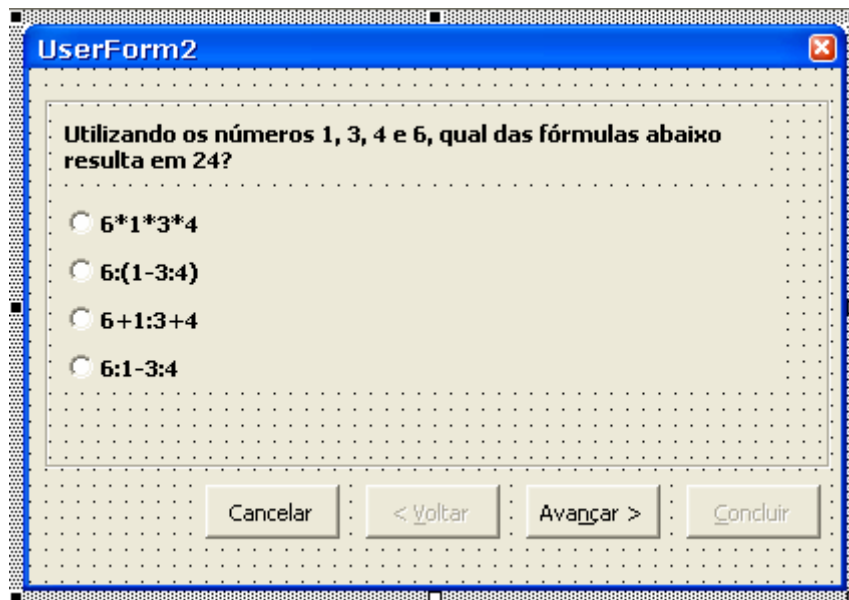 UserForm2
Utilizando os números 1, 3, 4 e 6, qual das fórmulas abaixo
resulta em 24?
6*1*3*4
6:(1-3:4)
6+1:3+4
6:1-3:4
Cancelar
< Voltar
Avançar >
Concluir